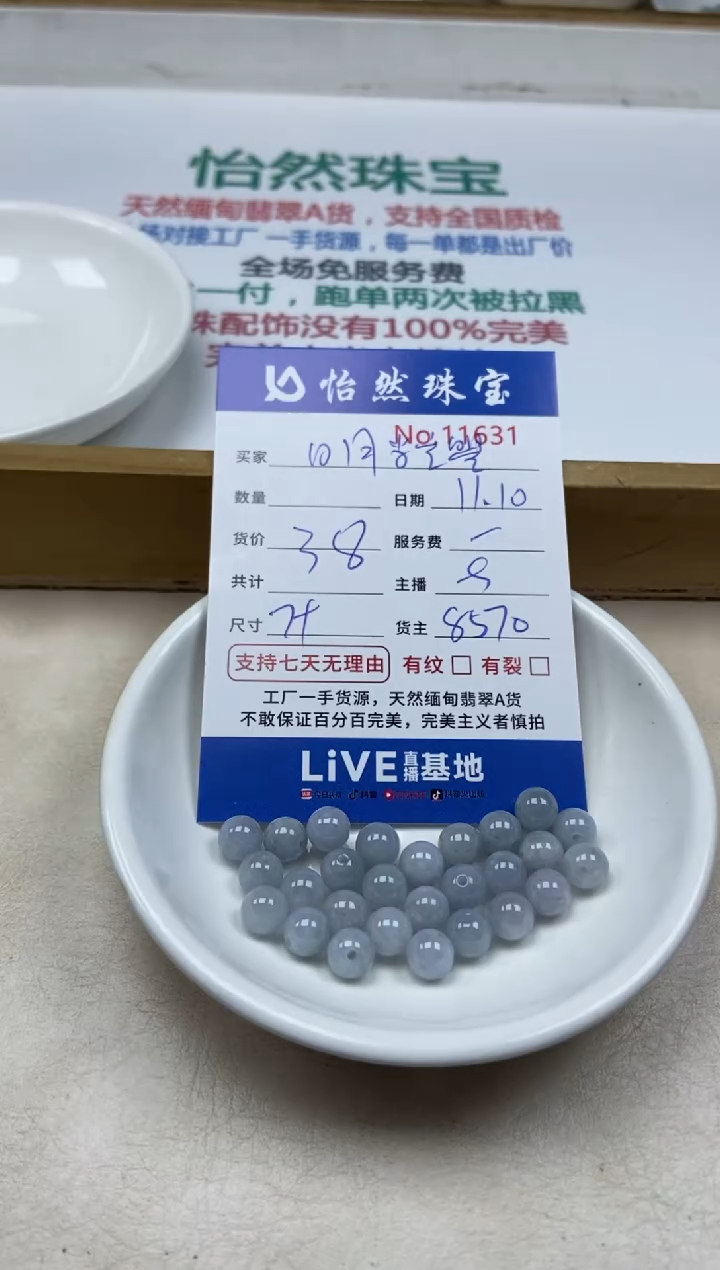 怡然珠宝
天然缅甸翡翠A货，支持全国质检
场对接工厂 一手货源，每一单都是出厂价
全场免服务费
一付，跑单两次被拉黑
珠配饰没有100%完美
怡然珠宝
No 11631
买家
数量 日期 11.10
货价 38 服务费 一
共计 主播
尺寸 货主 8570
支持七天无理由 有纹 □ 有裂 □
工厂一手货源，天然缅甸翡翠A货
不敢保证百分百完美，完美主义者慎拍
LiVE直播基地